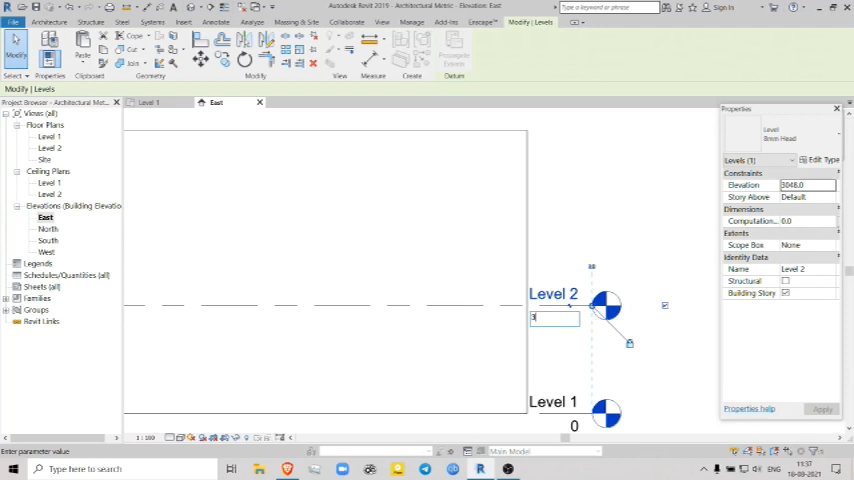 Autodesk Revit 2019 - Architectural Metric - Elevation: East
Type a keyword or phrase
Sign In
File Architecture Structure Steel Systems Insert Annotate Analyze Massing & Site Collaborate View Manage Add-Ins Enscape™ Modify | Levels
Modify
Properties
Paste
Cope
Cut
Join
Propagate
Extents
Select
Properties
Clipboard
Geometry
Modify
View
Measure
Create
Datum
Modify | Levels
Project Browser - Architectural Met...
Level 1
East
Views (all)
Floor Plans
Level 1
Level 2
Site
Ceiling Plans
Level 1
Level 2
Elevations (Building Elevatio
East
North
South
West
Legends
Schedules/Quantities (all)
Sheets (all)
Families
Groups
Revit Links
Level 2
3
Level 1
0
Properties
Level
8mm Head
Levels (1)
Edit Type
Constraints
Elevation 3048.0
Story Above Default
Dimensions
Computation... 0.0
Extents
Scope Box None
Identity Data
Name Level 2
Structural
Building Story
Properties help
Apply
1 : 100
Enter parameter value
Main Model
Type here to search
11:37
18-08-2021